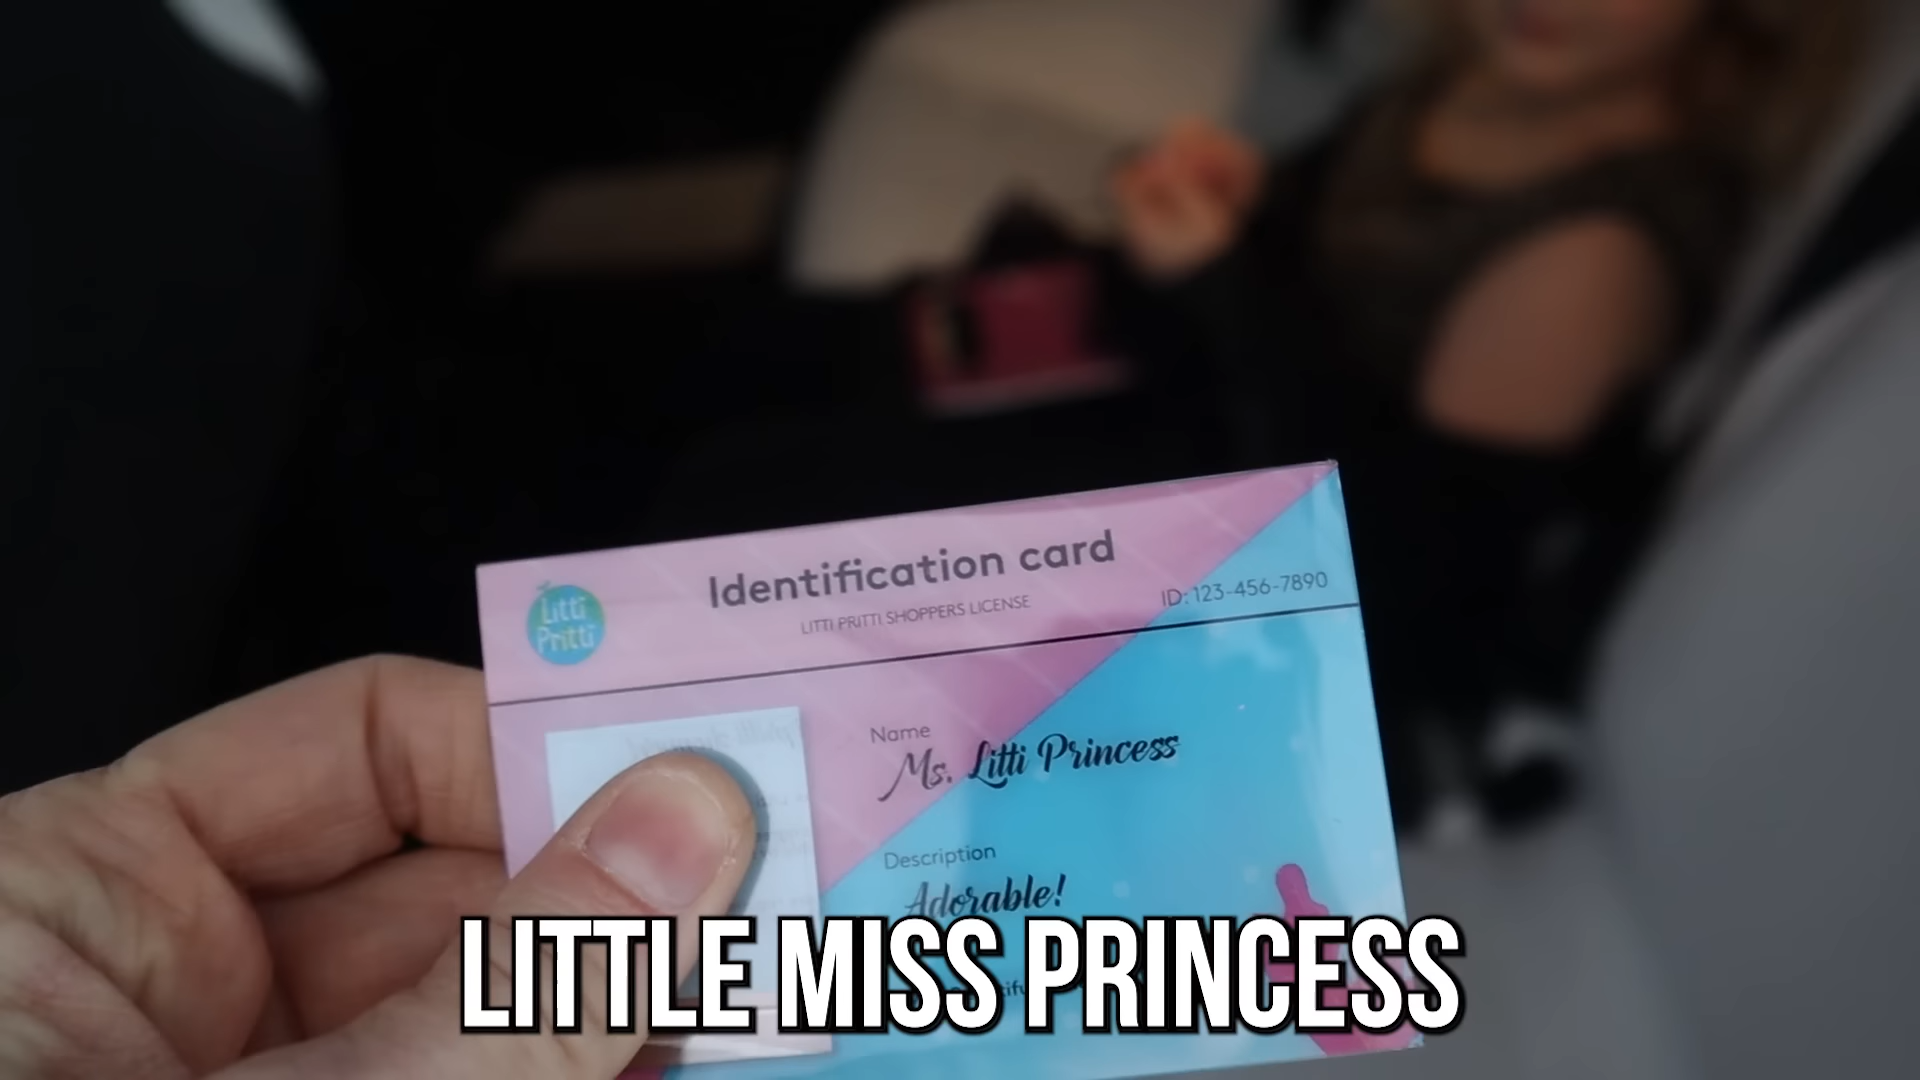 Litti
Pritti
Identification card
LITTI PRITTI SHOPPERS LICENSE
ID: 123-456-7890
Name
Ms. Litti Princess
Description
Adorable!
LITTLE MISS PRINCESS